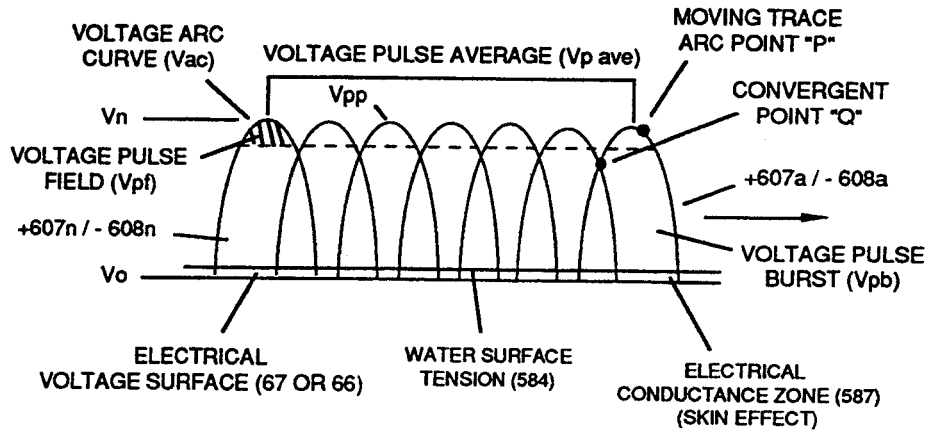 VOLTAGE ARC
CURVE (Vac)
VOLTAGE PULSE AVERAGE (Vp ave)
MOVING TRACE
ARC POINT "P"
Vpp
CONVERGENT
POINT "Q"
Vn
VOLTAGE PULSE
FIELD (Vpf)
+607a / - 608a
+607n / - 608n
VOLTAGE PULSE
BURST (Vpb)
Vo
ELECTRICAL
VOLTAGE SURFACE (67 OR 66)
WATER SURFACE
TENSION (584)
ELECTRICAL
CONDUCTANCE ZONE (587)
(SKIN EFFECT)